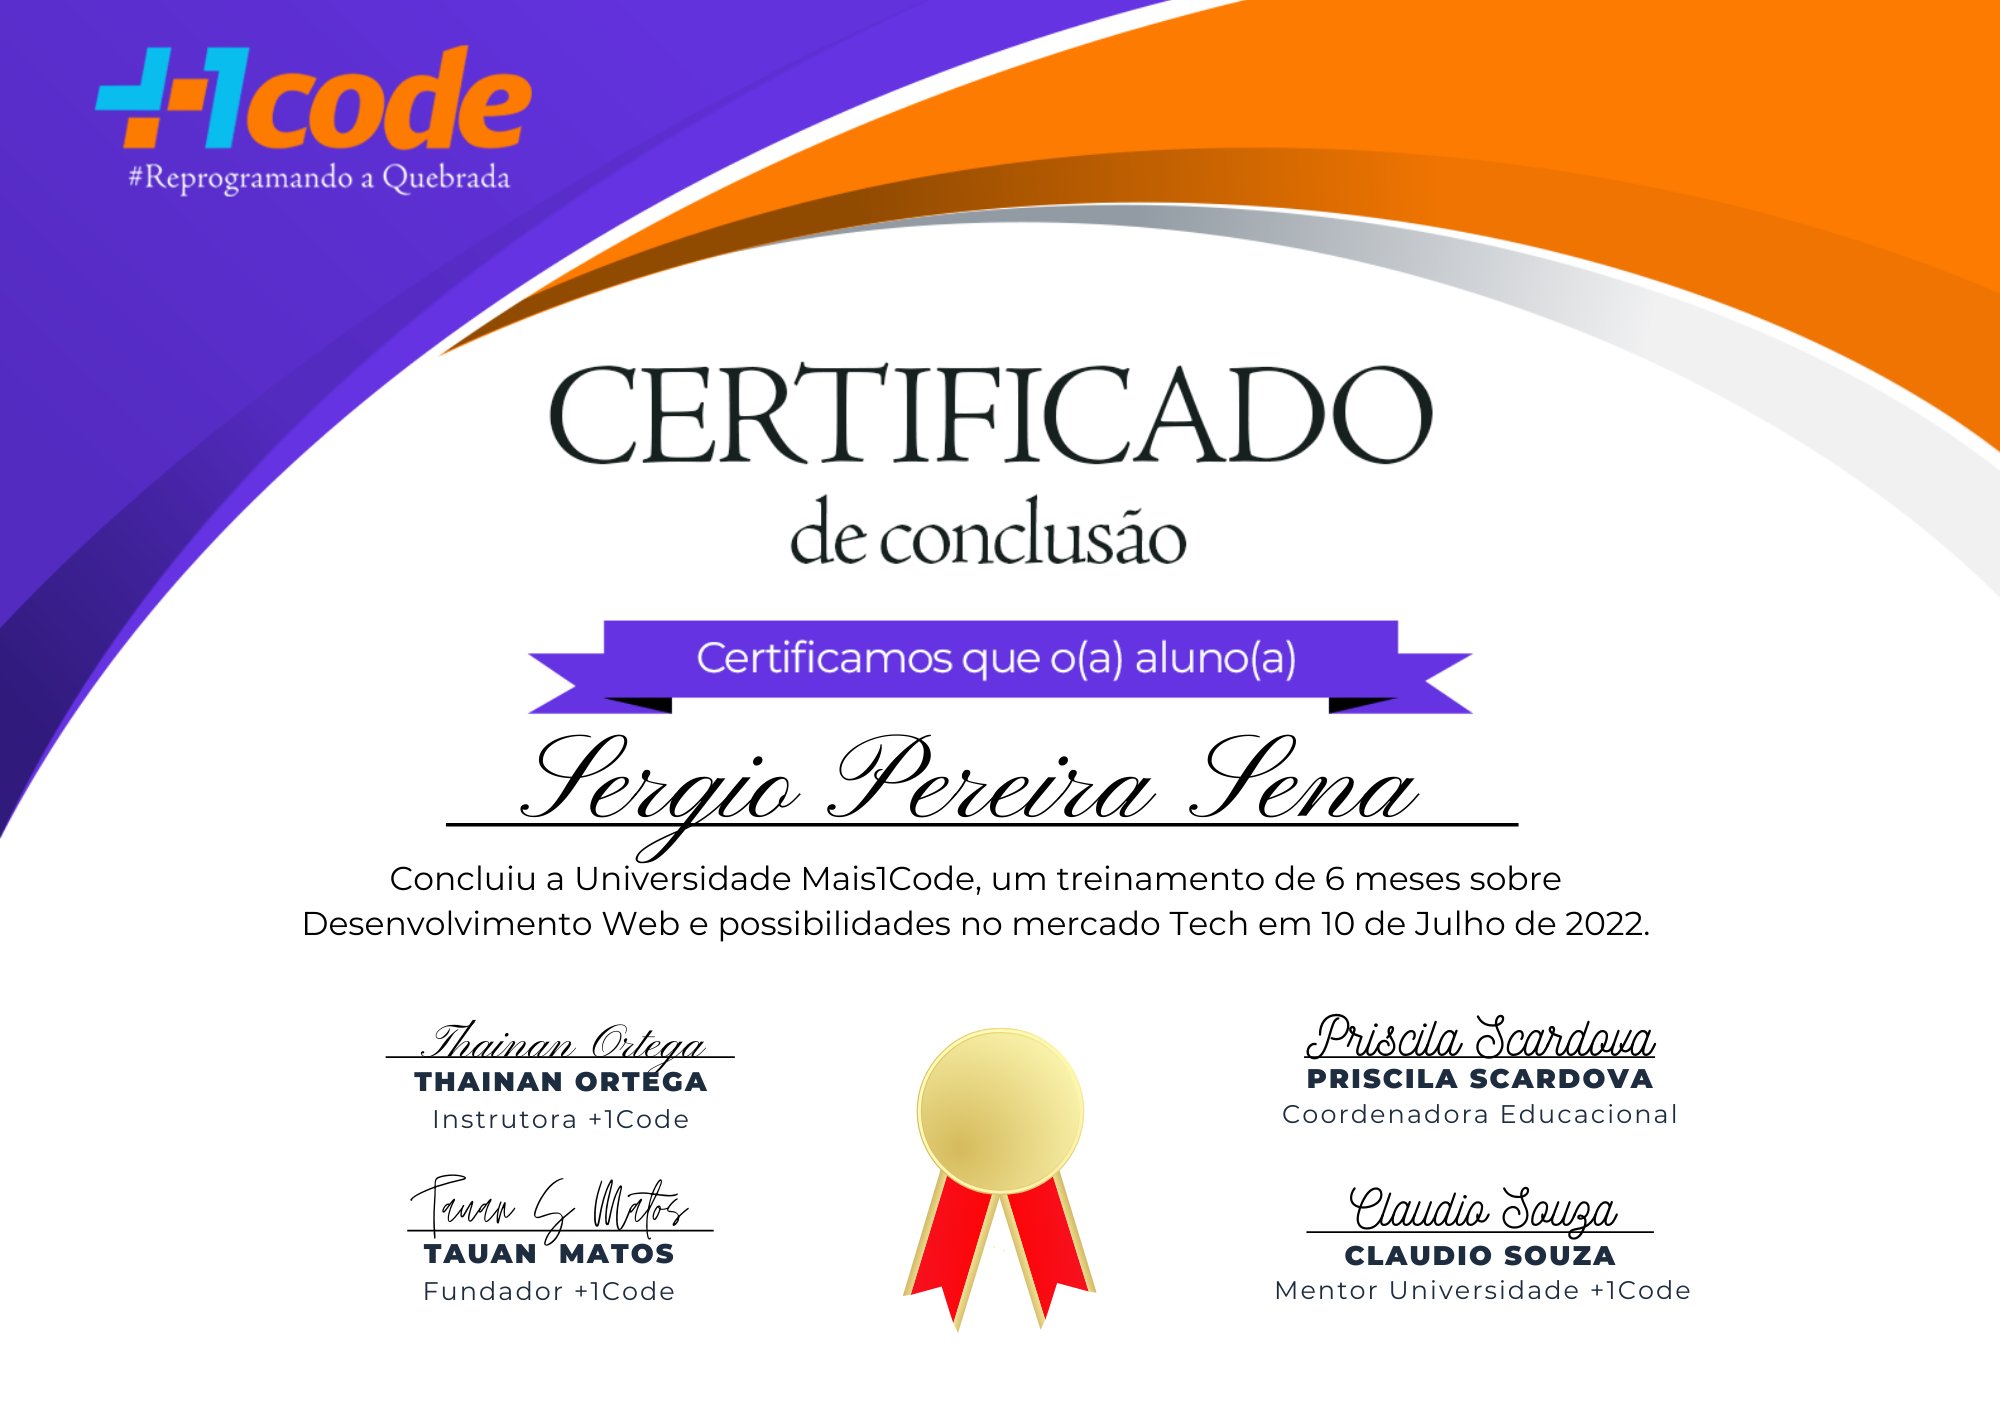 +1code
#Reprogramando a Quebrada
CERTIFICADO
de conclusão
Certificamos que o(a) aluno(a)
Sergio Pereira Sena
Concluiu a Universidade Mais1Code, um treinamento de 6 meses sobre
Desenvolvimento Web e possibilidades no mercado Tech em 10 de Julho de 2022.
Thainan Ortega
THAINAN ORTEGA
Instrutora +1Code
Priscila Scardova
PRISCILA SCARDOVA
Coordenadora Educacional
Tauan S Matos
TAUAN MATOS
Fundador +1Code
Claudio Souza
CLAUDIO SOUZA
Mentor Universidade +1Code